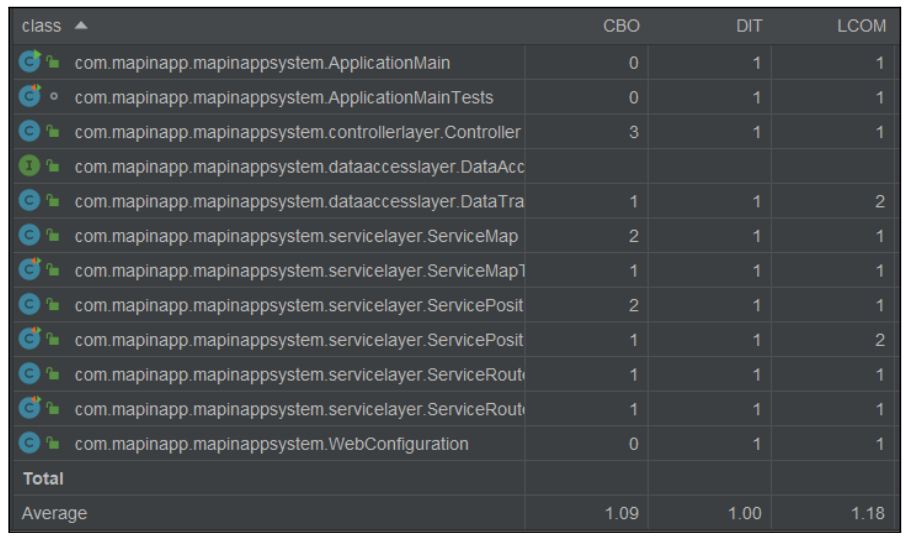 class CBO DIT LCOM
com.mapinapp.mapinappsystem.ApplicationMain 0 1 1
com.mapinapp.mapinappsystem.ApplicationMainTests 0 1 1
com.mapinapp.mapinappsystem.controllerlayer.Controller 3 1 1
com.mapinapp.mapinappsystem.dataaccesslayer.DataAcc
com.mapinapp.mapinappsystem.dataaccesslayer.DataTra 1 1 2
com.mapinapp.mapinappsystem.servicelayer.ServiceMap 2 1 1
com.mapinapp.mapinappsystem.servicelayer.ServiceMapT 1 1 1
com.mapinapp.mapinappsystem.servicelayer.ServicePosit 2 1 1
com.mapinapp.mapinappsystem.servicelayer.ServicePosit 1 1 2
com.mapinapp.mapinappsystem.servicelayer.ServiceRout 1 1 1
com.mapinapp.mapinappsystem.servicelayer.ServiceRout 1 1 1
com.mapinapp.mapinappsystem.WebConfiguration 0 1 1
Total
Average 1.09 1.00 1.18